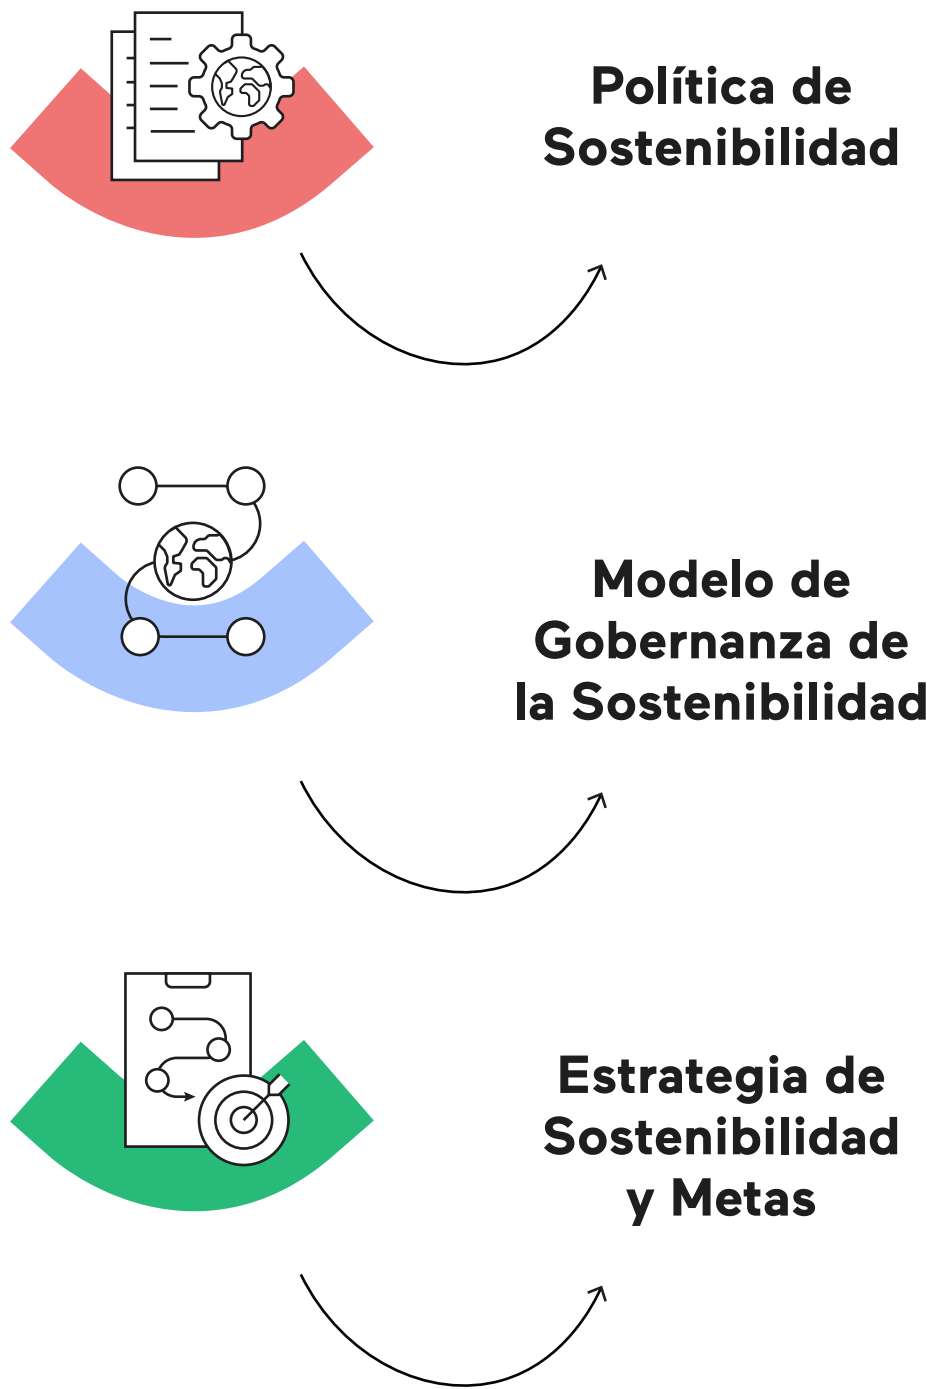 Política de
Sostenibilidad
Modelo de
Gobernanza de
la Sostenibilidad
Estrategia de
Sostenibilidad
y Metas